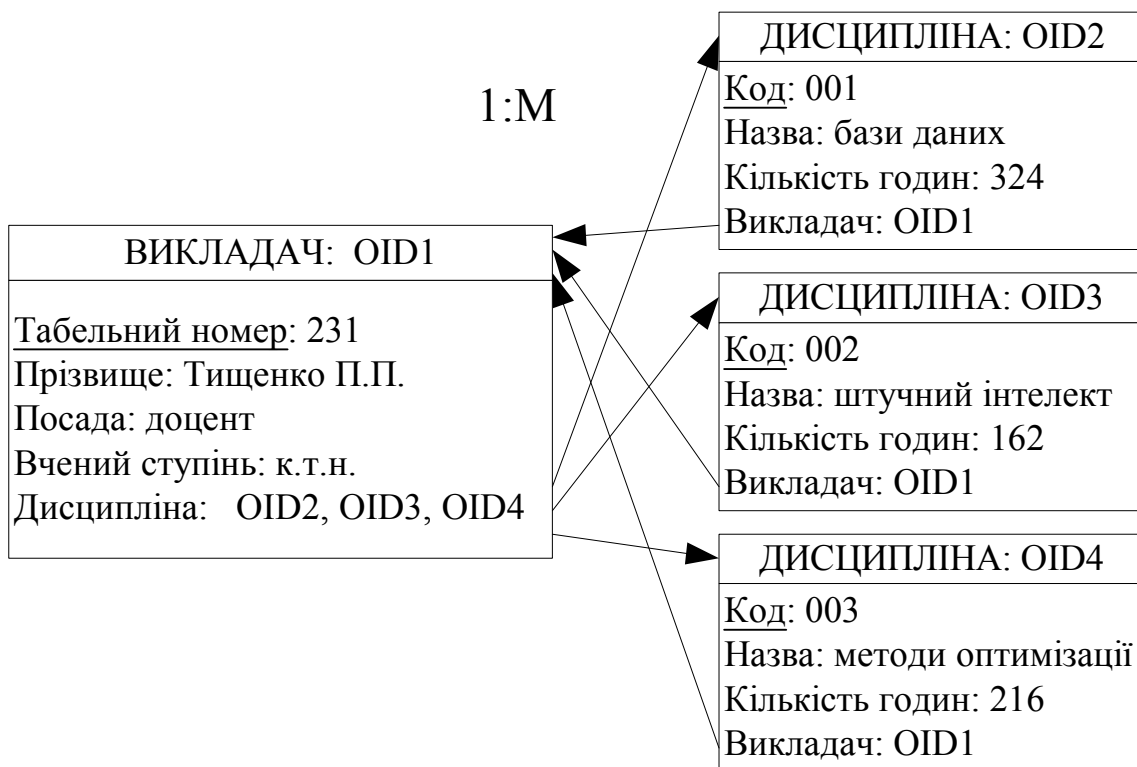 1:М
ВИКЛАДАЧ: OID1
Табельний номер: 231
Прізвище: Тищенко П.П.
Посада: доцент
Вчений ступінь: к.т.н.
Дисципліна: OID2, OID3, OID4
ДИСЦИПЛІНА: OID2
Код: 001
Назва: бази даних
Кількість годин: 324
Викладач: OID1
ДИСЦИПЛІНА: OID3
Код: 002
Назва: штучний інтелект
Кількість годин: 162
Викладач: OID1
ДИСЦИПЛІНА: OID4
Код: 003
Назва: методи оптимізації
Кількість годин: 216
Викладач: OID1